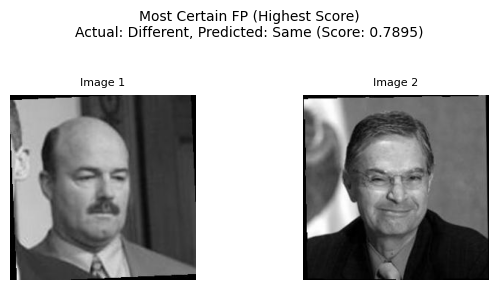 Most Certain FP (Highest Score)
Actual: Different, Predicted: Same (Score: 0.7895)
Image 1
Image 2